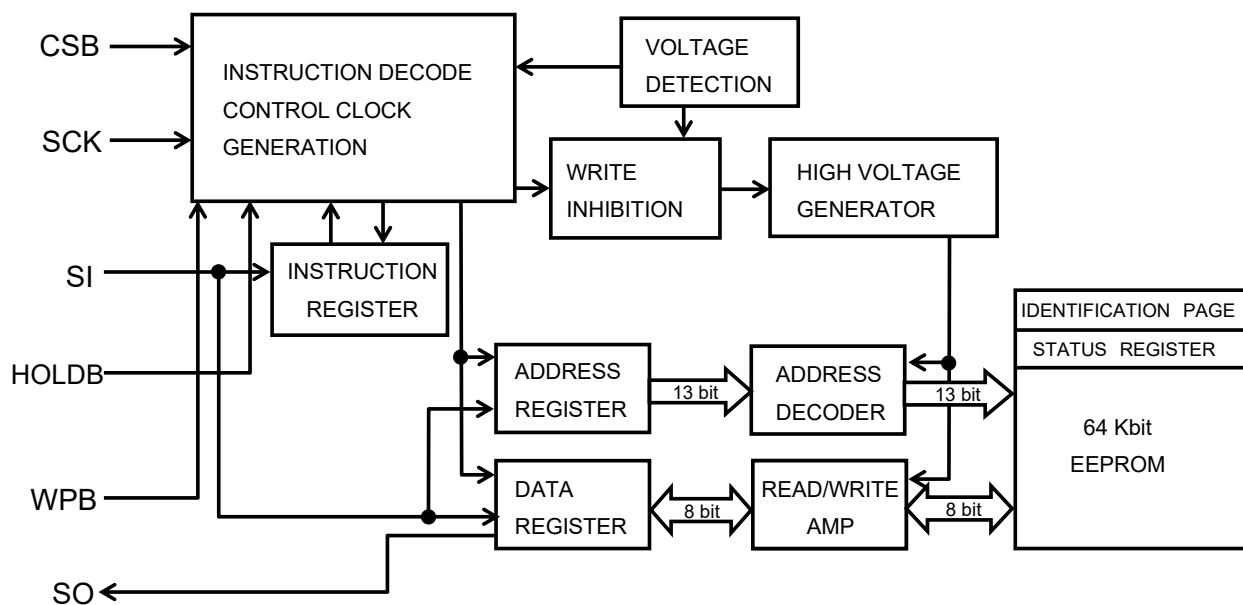 CSB
SCK
SI
HOLDB
WPB
SO
INSTRUCTION DECODE
CONTROL CLOCK
GENERATION
VOLTAGE
DETECTION
WRITE
INHIBITION
HIGH VOLTAGE
GENERATOR
INSTRUCTION
REGISTER
ADDRESS
REGISTER
13 bit
ADDRESS
DECODER
13 bit
DATA
REGISTER
8 bit
READ/WRITE
AMP
8 bit
IDENTIFICATION PAGE
STATUS REGISTER
64 Kbit
EEPROM